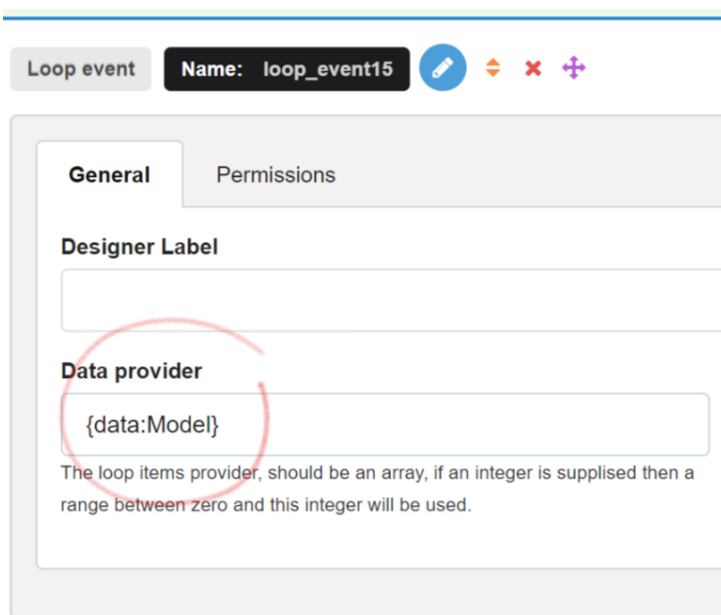 Loop event
Name: loop_event15
General
Permissions
Designer Label
Data provider
{data:Model}
The loop items provider, should be an array, if an integer is supplised then a
range between zero and this integer will be used.